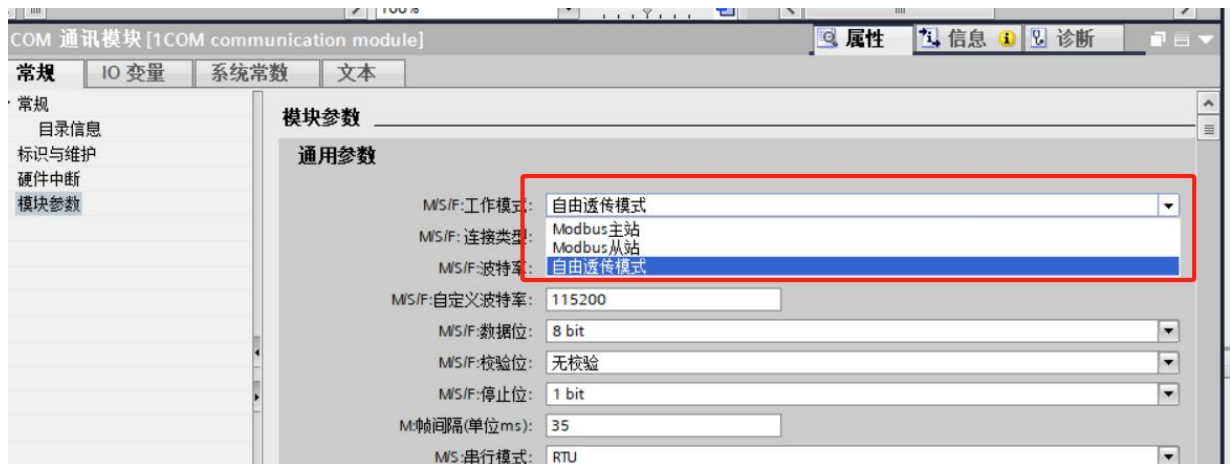 100%
COM 通讯模块 [1COM communication module]
属性
信息
诊断
常规
IO 变量
系统常数
文本
常规
目录信息
标识与维护
硬件中断
模块参数
模块参数
通用参数
M/S/F:工作模式: 自由透传模式
Modbus主站
Modbus从站
自由透传模式
M/S/F: 连接类型:
M/S/F:波特率:
M/S/F:自定义波特率: 115200
M/S/F:数据位: 8 bit
M/S/F:校验位: 无校验
M/S/F:停止位: 1 bit
M:帧间隔(单位ms): 35
M/S:串行模式: RTU